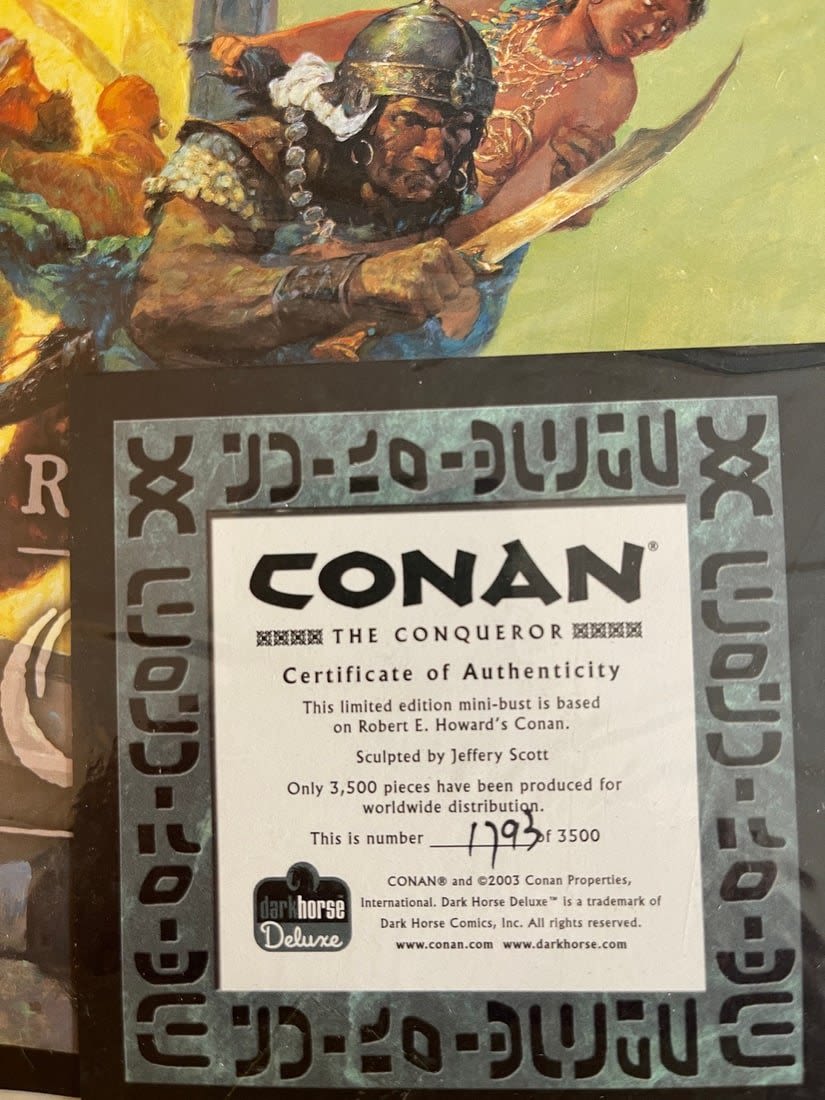 R
CONAN®
THE CONQUEROR
Certificate of Authenticity
This limited edition mini-bust is based
on Robert E. Howard's Conan.
Sculpted by Jeffery Scott
Only 3,500 pieces have been produced for
worldwide distribution.
This is number 1793 of 3500
darkhorse
Deluxe
CONAN® and ©2003 Conan Properties,
International. Dark Horse Deluxe™ is a trademark of
Dark Horse Comics, Inc. All rights reserved.
www.conan.com www.darkhorse.com